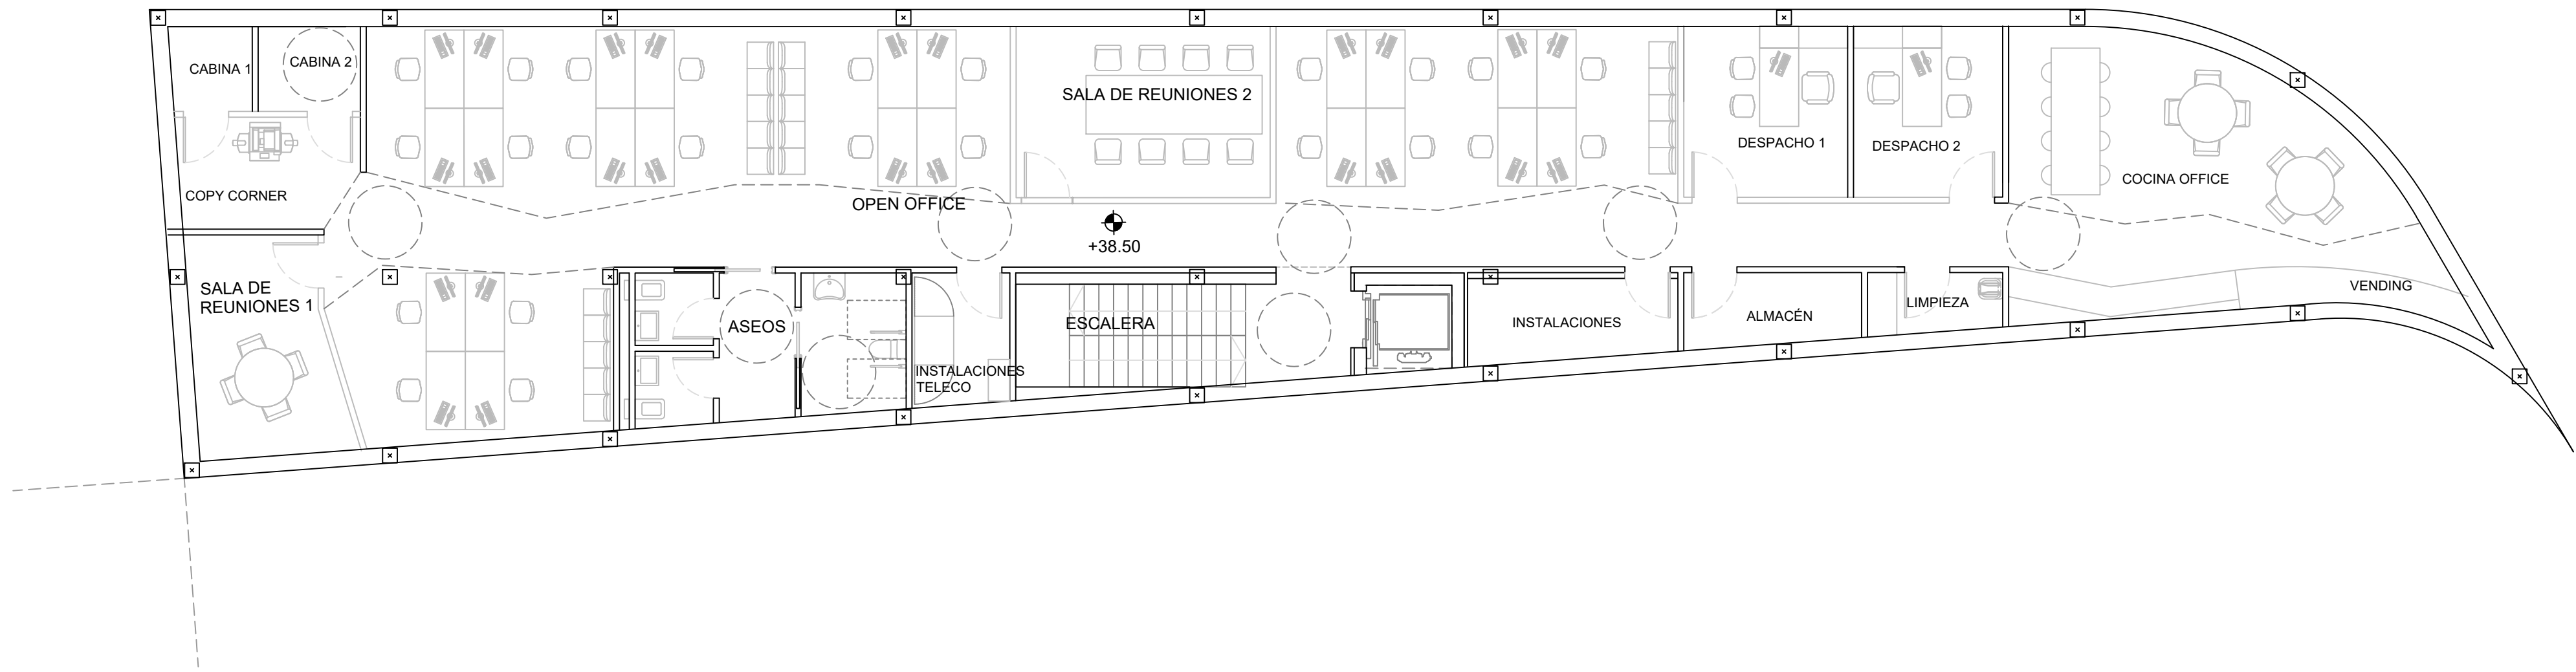 CABINA 1
CABINA 2
SALA DE REUNIONES 2
DESPACHO 1
DESPACHO 2
COCINA OFFICE
COPY CORNER
OPEN OFFICE
+38.50
SALA DE
REUNIONES 1
ASEOS
ESCALERA
INSTALACIONES
ALMACÉN
LIMPIEZA
VENDING
INSTALACIONES
TELECO